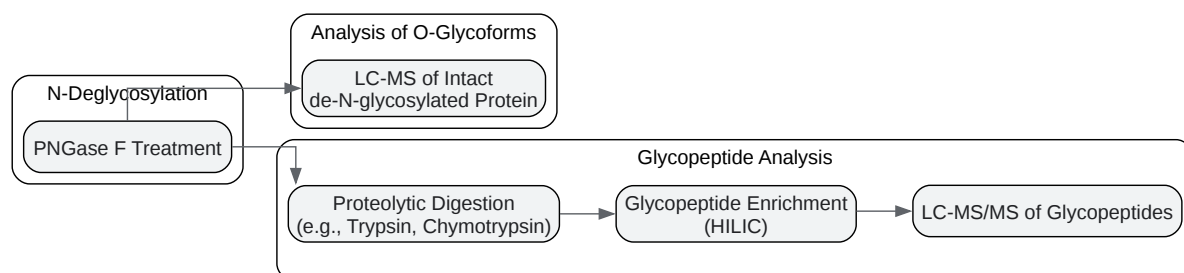 Analysis of O-Glycoforms
LC-MS of Intact
de-N-glycosylated Protein
N-Deglycosylation
PNGase F Treatment
Glycopeptide Analysis
Proteolytic Digestion
(e.g., Trypsin, Chymotrypsin)
Glycopeptide Enrichment
(HILIC)
LC-MS/MS of Glycopeptides